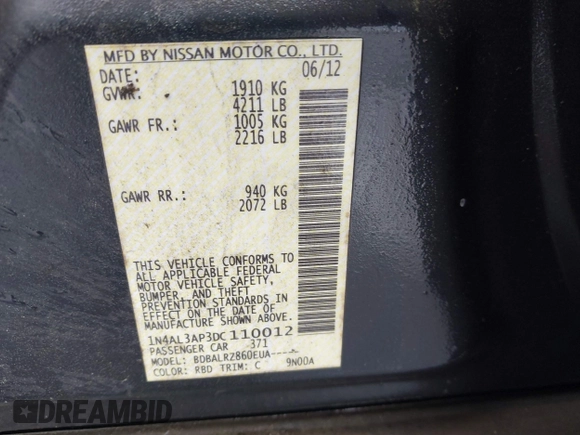 MFD BY NISSAN MOTOR CO., LTD.
DATE: 06/12
GVWR: 1910 KG
4211 LB
GAWR FR.: 1005 KG
2216 LB
GAWR RR.: 940 KG
2072 LB
THIS VEHICLE CONFORMS TO
ALL APPLICABLE FEDERAL
MOTOR VEHICLE SAFETY,
BUMPER, AND THEFT
PREVENTION STANDARDS IN
EFFECT ON THE DATE OF
MANUFACTURE SHOWN ABOVE.
1N4AL3AP3DC110012
PASSENGER CAR 371
MODEL: BDBALRZ860EUA----A
COLOR: RBD TRIM: C 9N00A
DREAMBID